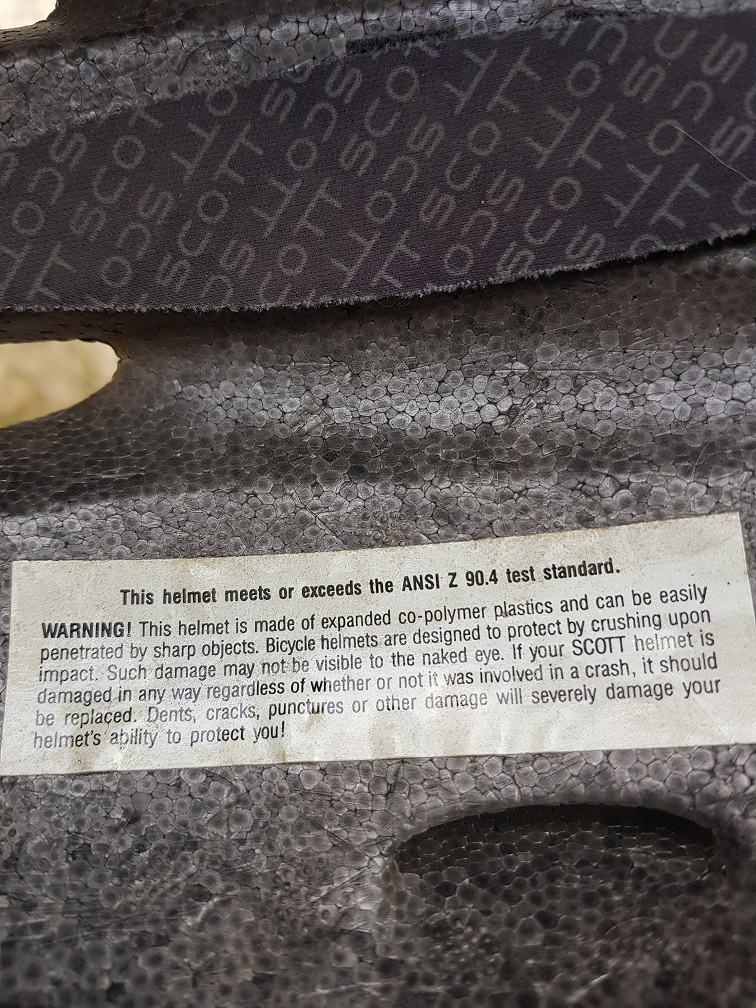 SCOTT SCOTT SCOTT SCOTT
This helmet meets or exceeds the ANSI Z 90.4 test standard.
WARNING! This helmet is made of expanded co-polymer plastics and can be easily
penetrated by sharp objects. Bicycle helmets are designed to protect by crushing upon
impact. Such damage may not be visible to the naked eye. If your SCOTT helmet is
damaged in any way regardless of whether or not it was involved in a crash, it should
be replaced. Dents, cracks, punctures or other damage will severely damage your
helmet's ability to protect you!